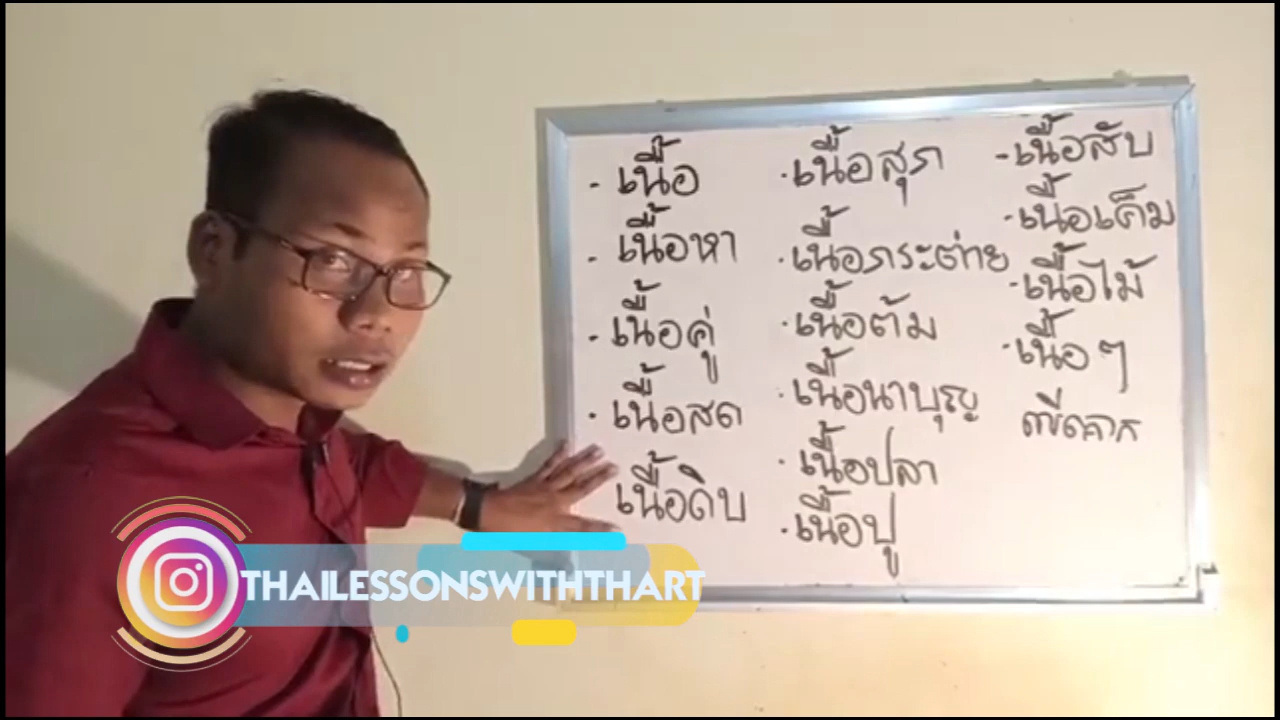 - เนื้อ
- เนื้อหา
- เนื้อคู่
- เนื้อสด
เนื้อดิบ
- เนื้อสุก
- เนื้อกระต่าย
- เนื้อต้ม
- เนื้อนาบุญ
- เนื้อปลา
- เนื้อปู
- เนื้อสับ
- เนื้อเค็ม
- เนื้อไม้
- เนื้อ ๆ
THAILESSONSWITHTHART